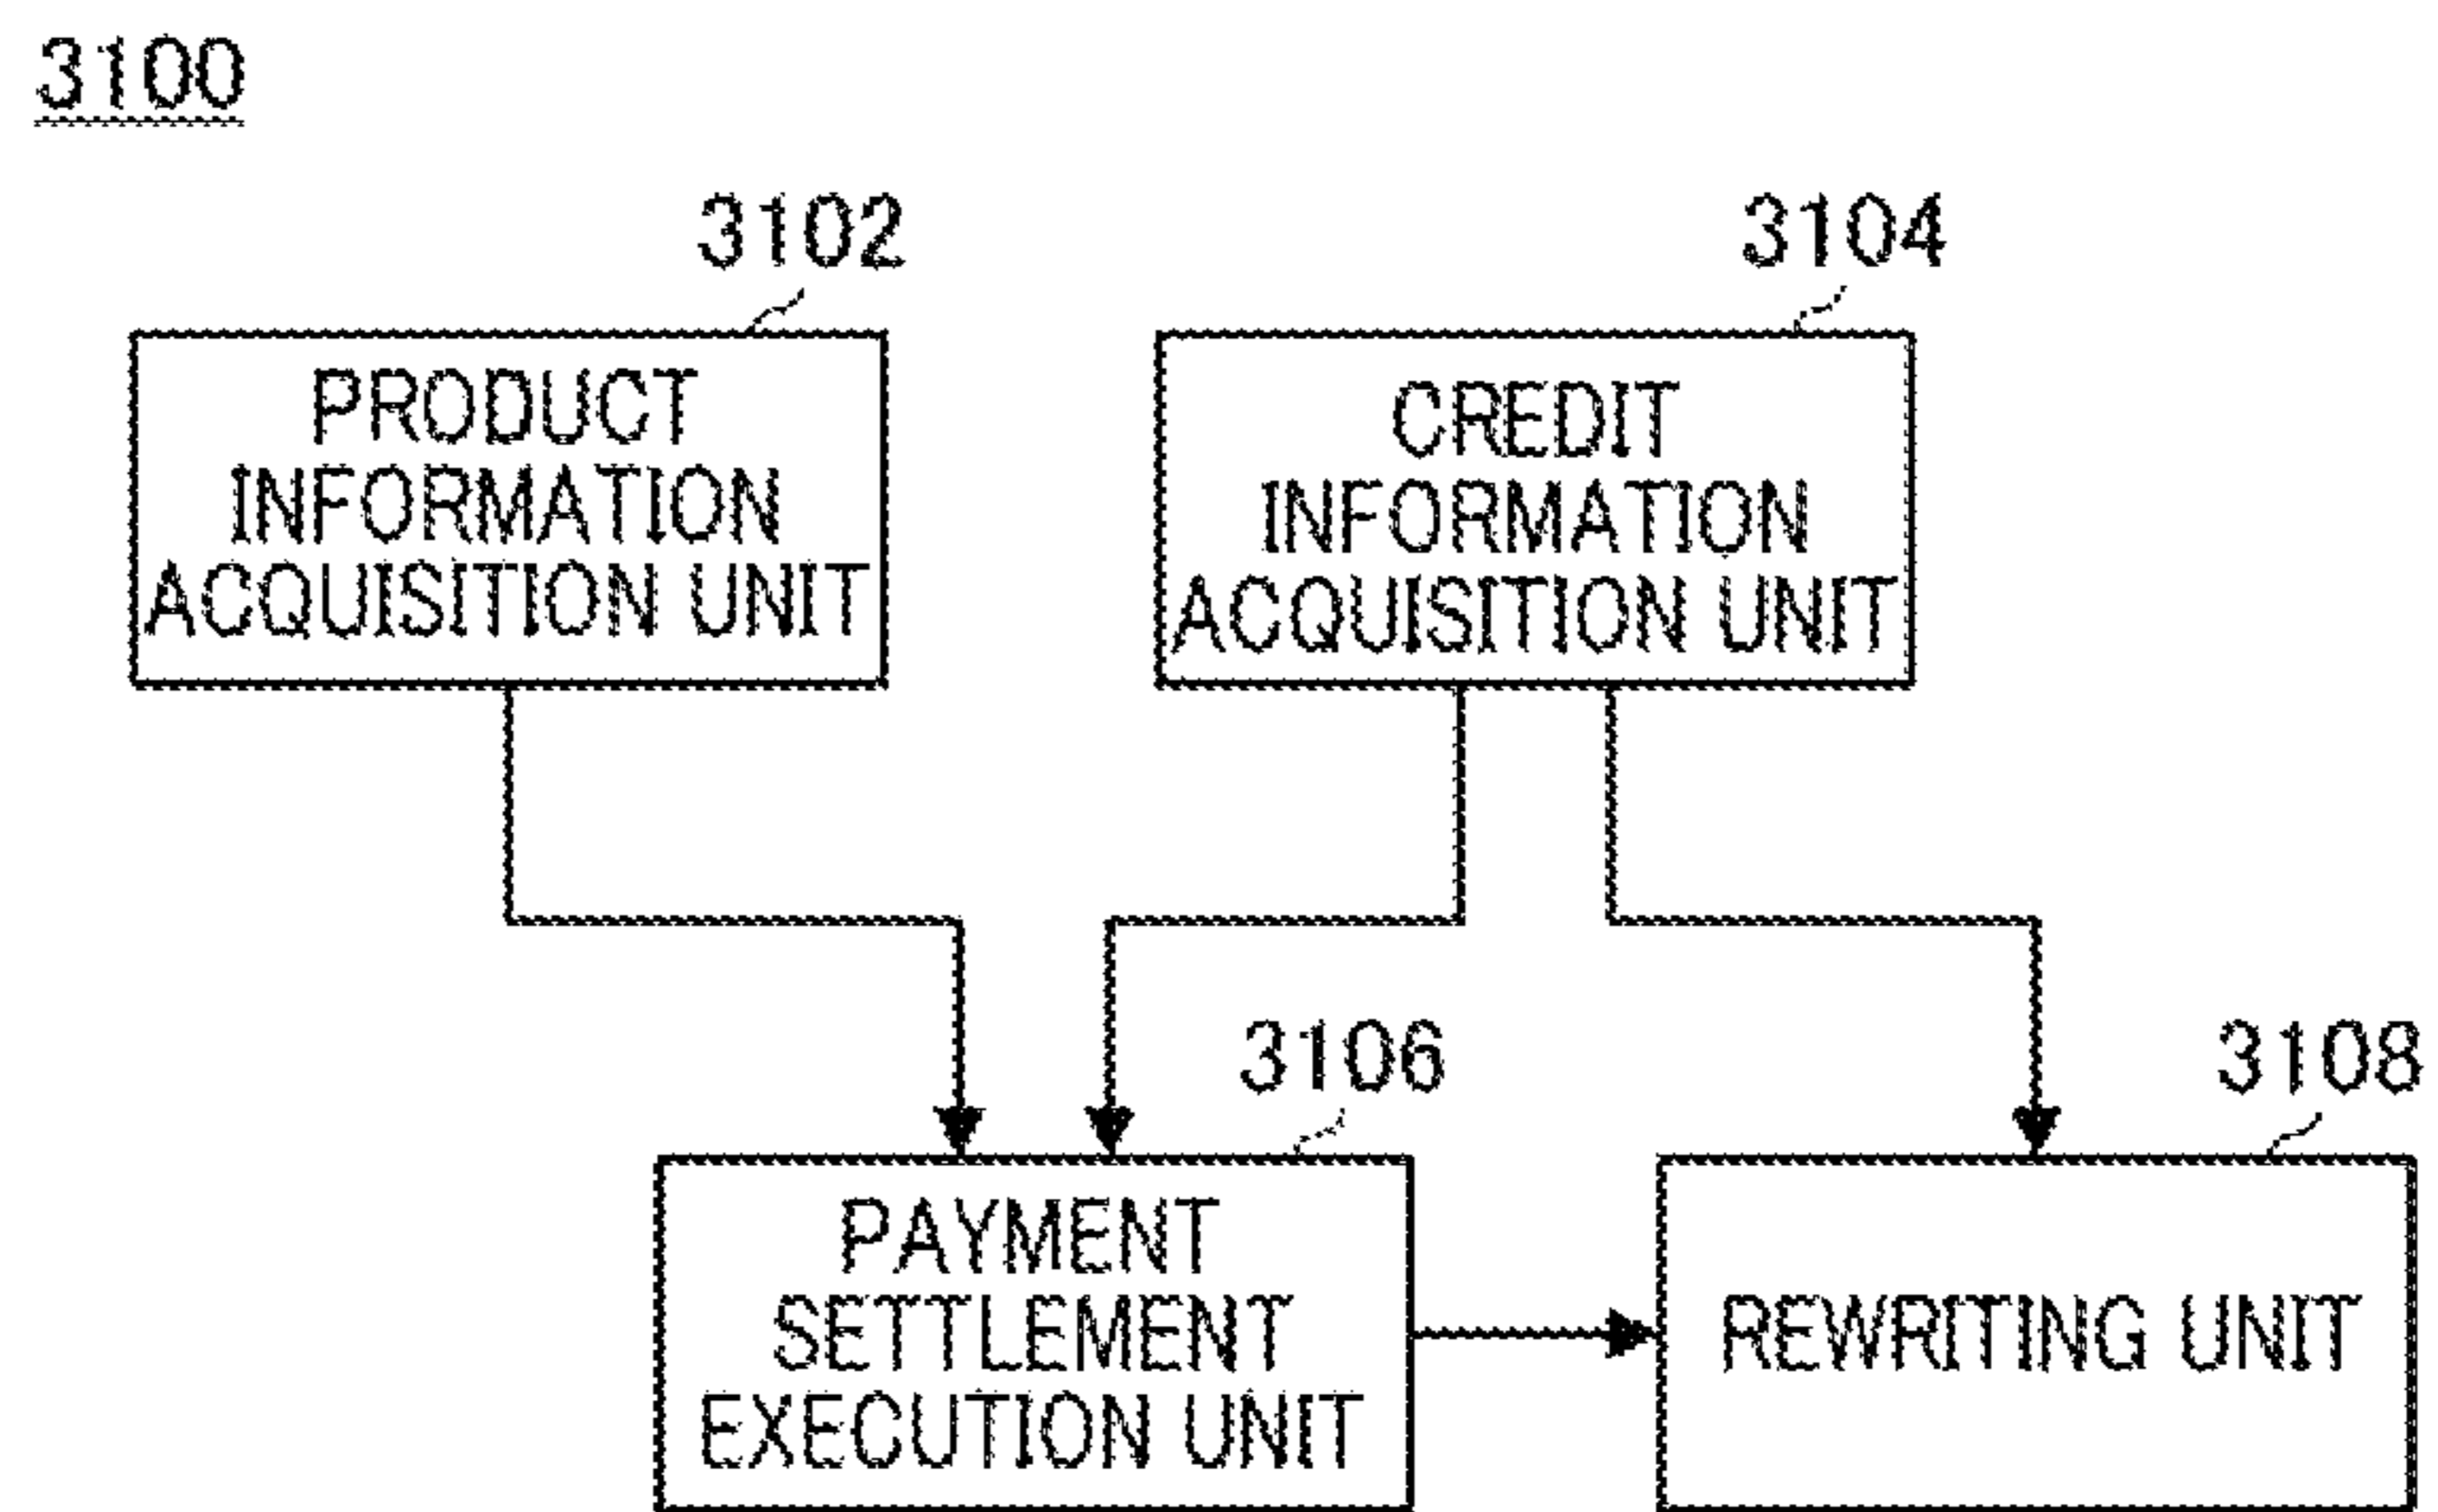 3100
3102
PRODUCT
INFORMATION
ACQUISITION UNIT
3104
CREDIT
INFORMATION
ACQUISITION UNIT
3106
PAYMENT
SETTLEMENT
EXECUTION UNIT
3108
REWRITING UNIT